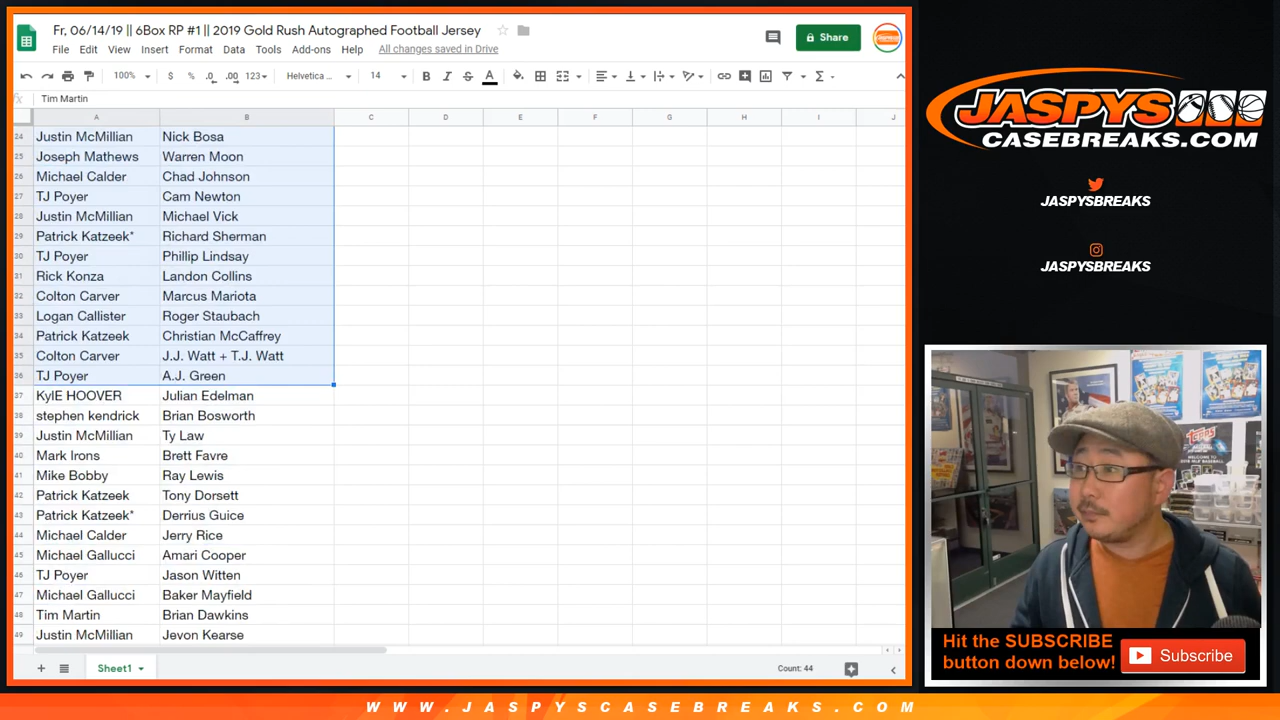 Fr, 06/14/19 || 6Box RP #1 || 2019 Gold Rush Autographed Football Jersey
File Edit View Insert Format Data Tools Add-ons Help All changes saved in Drive
Share
100% $ % .0 .00 123 Helvetica ... 14 B I S A
fx Tim Martin
A B C D E F G H I J
24 Justin McMillian Nick Bosa
25 Joseph Mathews Warren Moon
26 Michael Calder Chad Johnson
27 TJ Poyer Cam Newton
28 Justin McMillian Michael Vick
29 Patrick Katzeek* Richard Sherman
30 TJ Poyer Phillip Lindsay
31 Rick Konza Landon Collins
32 Colton Carver Marcus Mariota
33 Logan Callister Roger Staubach
34 Patrick Katzeek Christian McCaffrey
35 Colton Carver J.J. Watt + T.J. Watt
36 TJ Poyer A.J. Green
37 KylE HOOVER Julian Edelman
38 stephen kendrick Brian Bosworth
39 Justin McMillian Ty Law
40 Mark Irons Brett Favre
41 Mike Bobby Ray Lewis
42 Patrick Katzeek Tony Dorsett
43 Patrick Katzeek* Derrius Guice
44 Michael Calder Jerry Rice
45 Michael Gallucci Amari Cooper
46 TJ Poyer Jason Witten
47 Michael Gallucci Baker Mayfield
48 Tim Martin Brian Dawkins
49 Justin McMillian Jevon Kearse
Sheet1
Count: 44
JASPYS
CASEBREAKS.COM
JASPYSBREAKS
JASPYSBREAKS
TOPPS
Hit the SUBSCRIBE
button down below!
Subscribe
WWW.JASPYSCASEBREAKS.COM